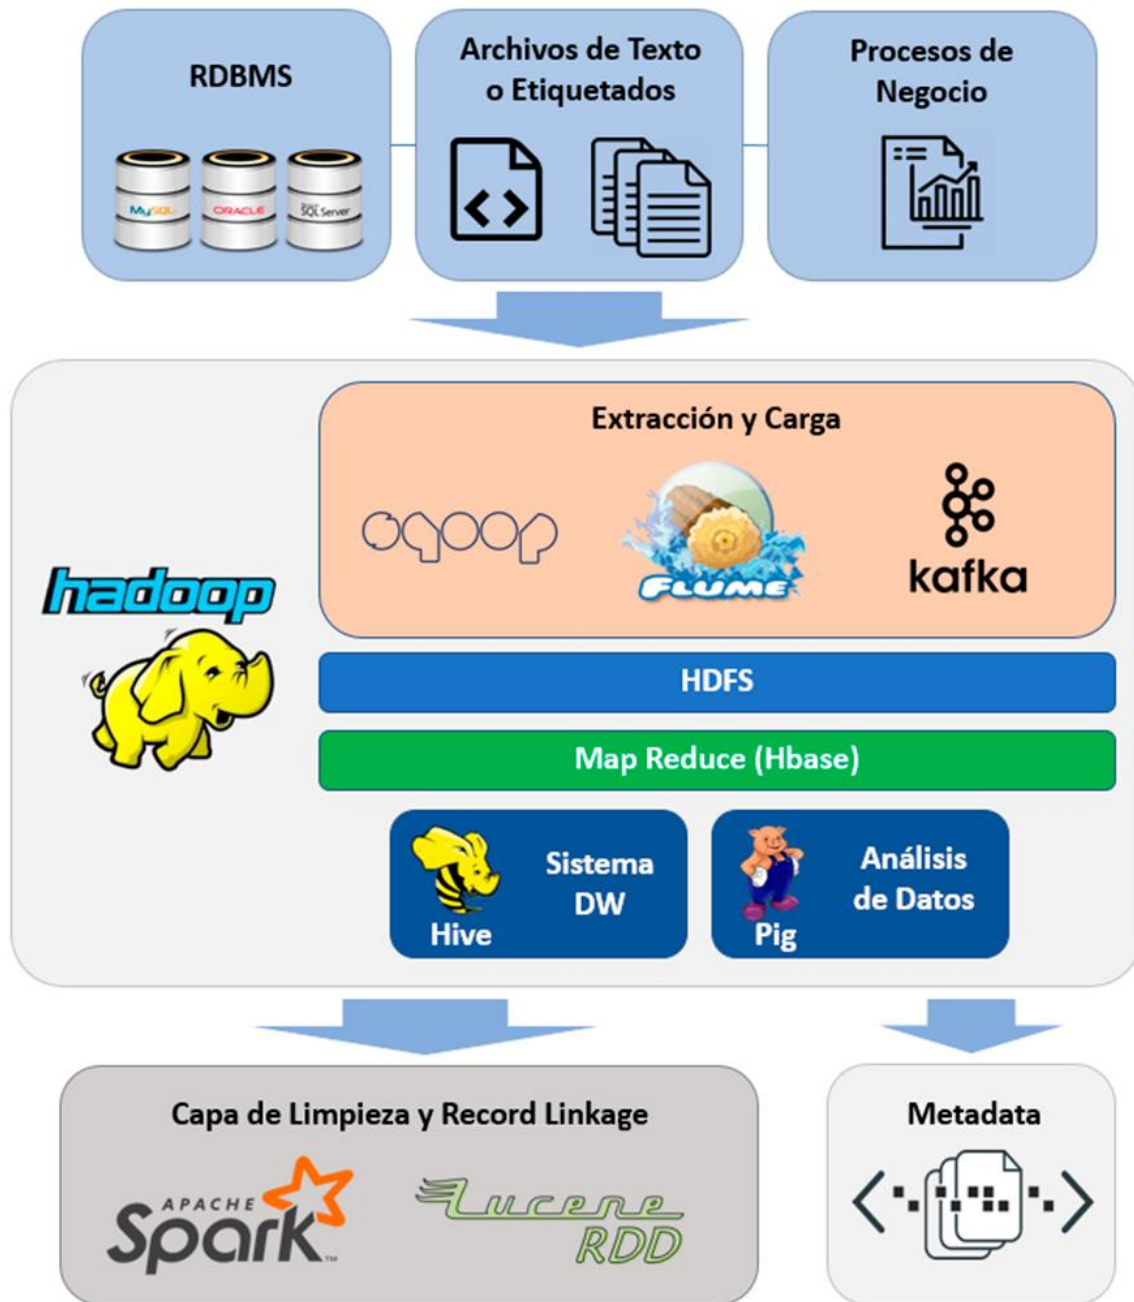 RDBMS
MySQL
ORACLE
SQL Server
Archivos de Texto
o Etiquetados
Procesos de
Negocio
Extracción y Carga
hadoop
sqoop
FLUME
kafka
HDFS
Map Reduce (Hbase)
Hive
Sistema
DW
Pig
Análisis
de Datos
Capa de Limpieza y Record Linkage
APACHE
Spark™
Lucene
RDD
Metadata